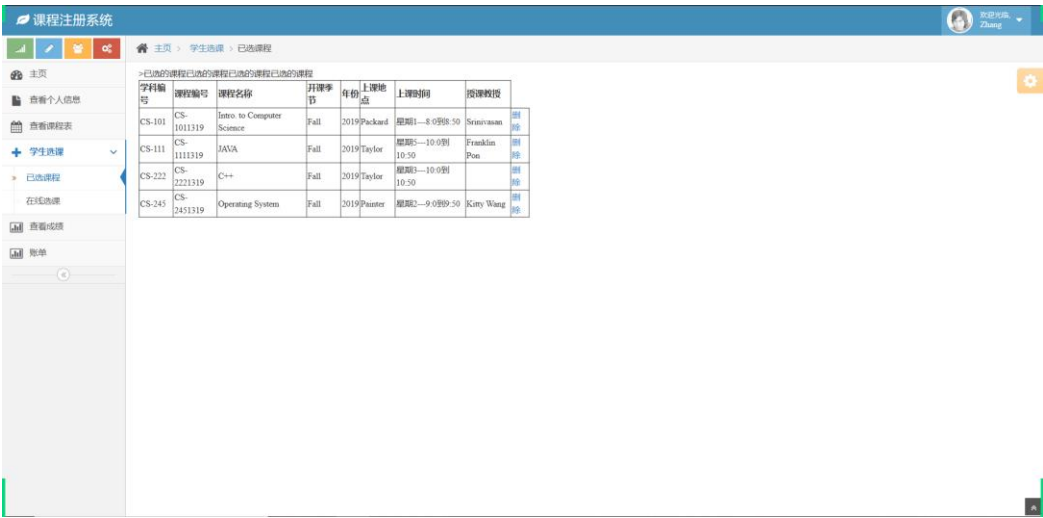 课程注册系统
欢迎光临,
Zhang
主页 > 学生选课 > 已选课程
主页
查看个人信息
查看课程表
学生选课
已选课程
在线选课
查看成绩
账单
>已选的课程已选的课程已选的课程已选的课程
学科编号 课程编号 课程名称 开课季节 年份 上课地点 上课时间 授课教授
CS-101 CS-1011319 Intro. to Computer Science Fall 2019 Packard 星期1---8:0到8:50 Srinivasan 删除
CS-111 CS-1111319 JAVA Fall 2019 Taylor 星期5---10:0到10:50 Franklin Pon 删除
CS-222 CS-2221319 C++ Fall 2019 Taylor 星期3---10:0到10:50 删除
CS-245 CS-2451319 Operating System Fall 2019 Painter 星期2---9:0到9:50 Kitty Wang 删除